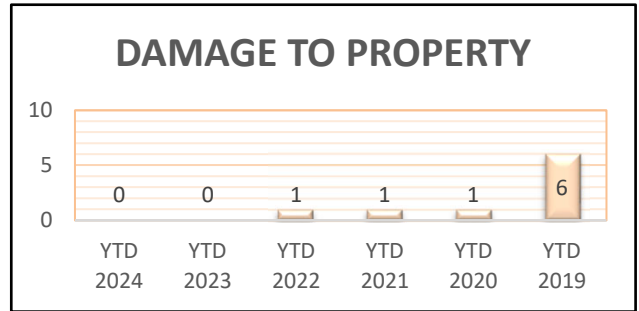 DAMAGE TO PROPERTY
10
5
0
0 0 1 1 1 6
YTD YTD YTD YTD YTD YTD
2024 2023 2022 2021 2020 2019